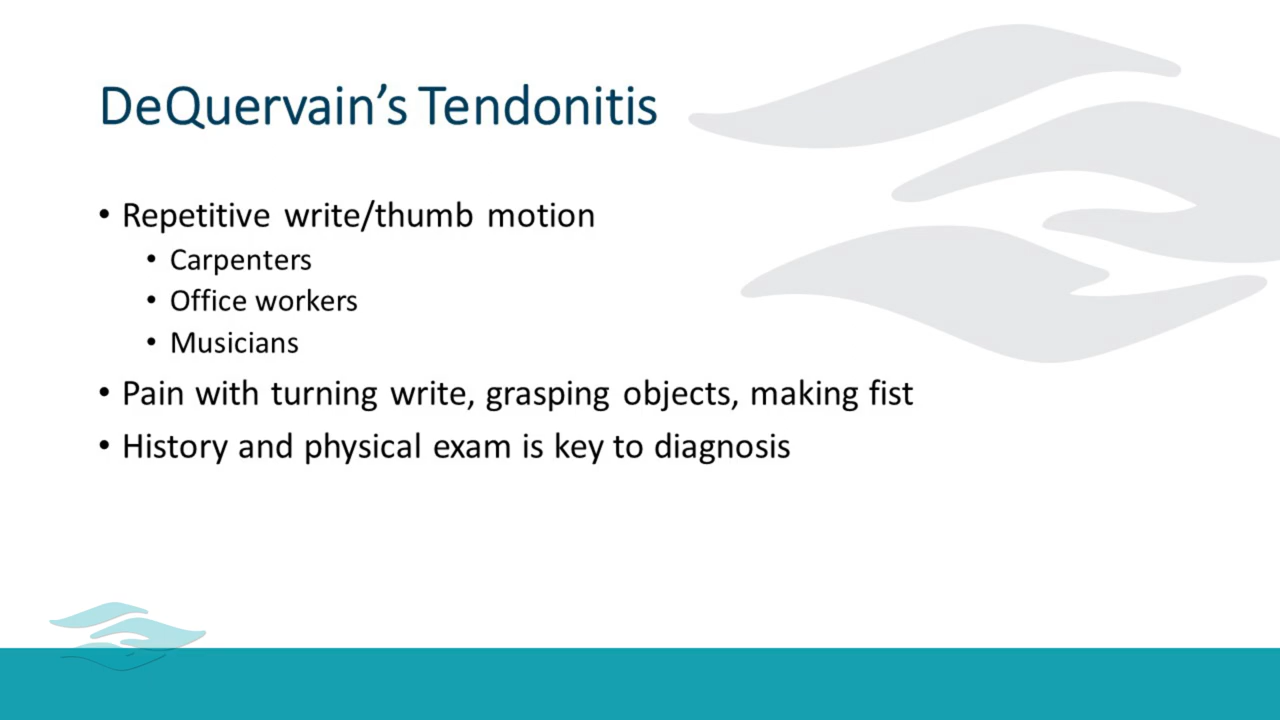 DeQuervain’s Tendonitis
• Repetitive write/thumb motion
• Carpenters
• Office workers
• Musicians
• Pain with turning write, grasping objects, making fist
• History and physical exam is key to diagnosis